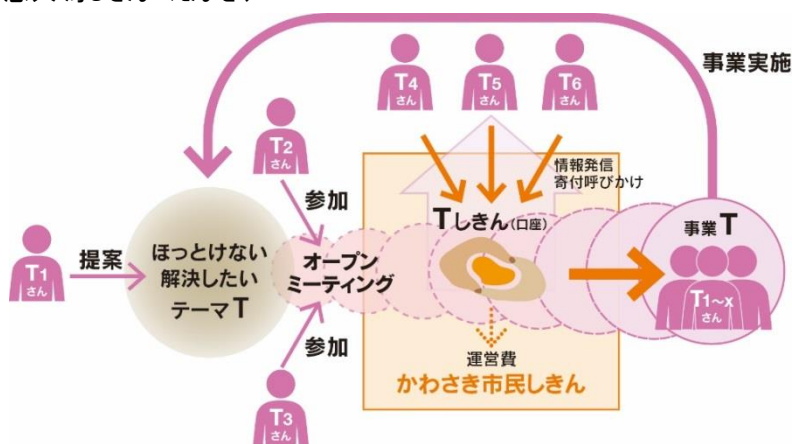 事業実施
T4
さん
T5
さん
T6
さん
T2
さん
参加
情報発信
寄付呼びかけ
Tしきん(口座)
事業T
T1
さん
提案
ほっとけない
解決したい
テーマT
オープン
ミーティング
T1~x
さん
参加
運営費
かわさき市民しきん
T3
さん